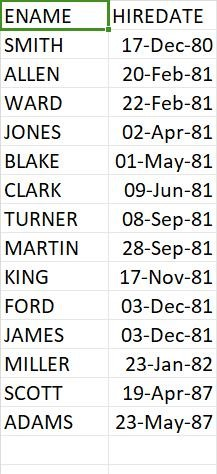 ENAME HIREDATE
SMITH 17-Dec-80
ALLEN 20-Feb-81
WARD 22-Feb-81
JONES 02-Apr-81
BLAKE 01-May-81
CLARK 09-Jun-81
TURNER 08-Sep-81
MARTIN 28-Sep-81
KING 17-Nov-81
FORD 03-Dec-81
JAMES 03-Dec-81
MILLER 23-Jan-82
SCOTT 19-Apr-87
ADAMS 23-May-87